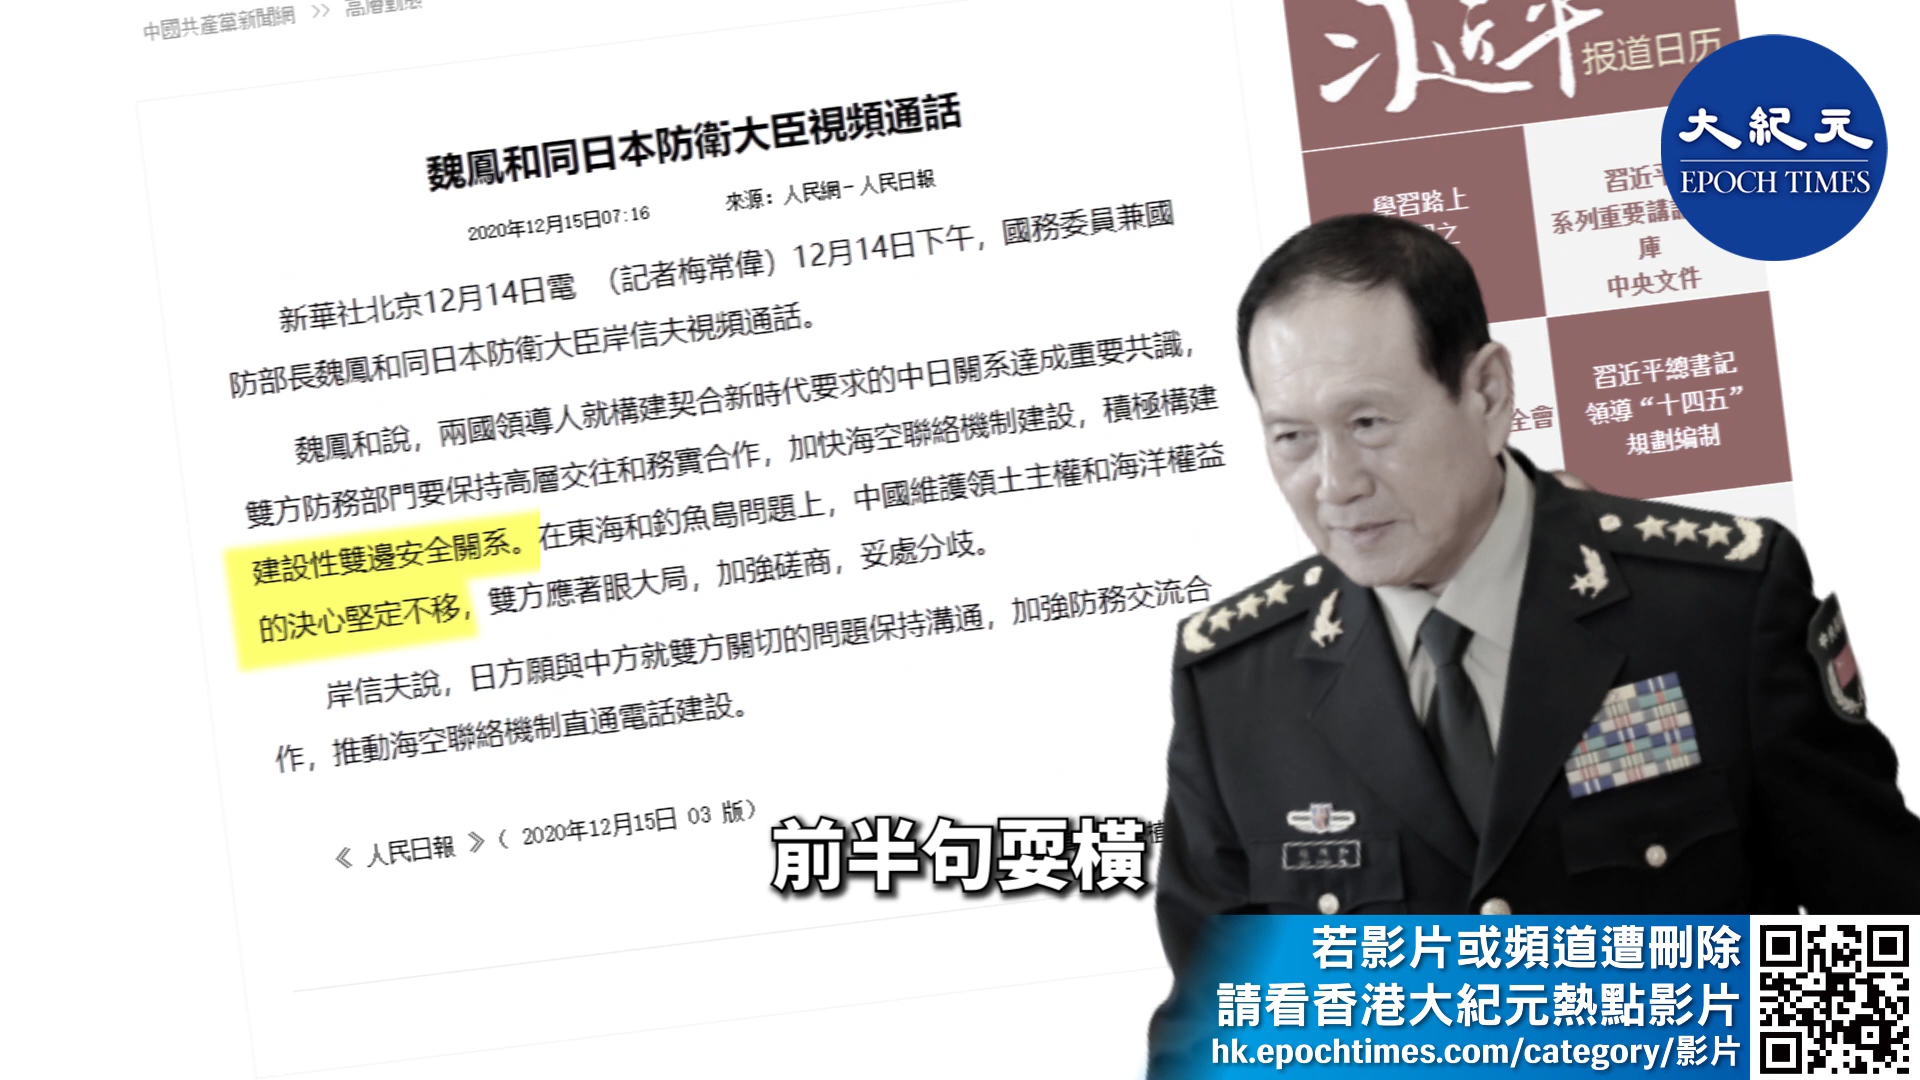 中國共產黨新聞網 >> 高層動態
魏鳳和同日本防衛大臣視頻通話
2020年12月15日07:16 來源：人民網－人民日報
新華社北京12月14日電 （記者梅常偉）12月14日下午，國務委員兼國
防部長魏鳳和同日本防衛大臣岸信夫視頻通話。
魏鳳和說，兩國領導人就構建契合新時代要求的中日關系達成重要共識，
雙方防務部門要保持高層交往和務實合作，加快海空聯絡機制建設，積極構建
建設性雙邊安全關系。在東海和釣魚島問題上，中國維護領土主權和海洋權益
的決心堅定不移，雙方應著眼大局，加強磋商，妥處分歧。
岸信夫說，日方願與中方就雙方關切的問題保持溝通，加強防務交流合
作，推動海空聯絡機制直通電話建設。
《 人民日報 》（ 2020年12月15日 03 版）
习近平
报道日历
學習路上
之
習近平
系列重要講
庫
中央文件
全會
習近平總書記
領導“十四五”
規劃編制
大紀元
EPOCH TIMES
前半句耍橫
若影片或頻道遭刪除
請看香港大紀元熱點影片
hk.epochtimes.com/category/影片